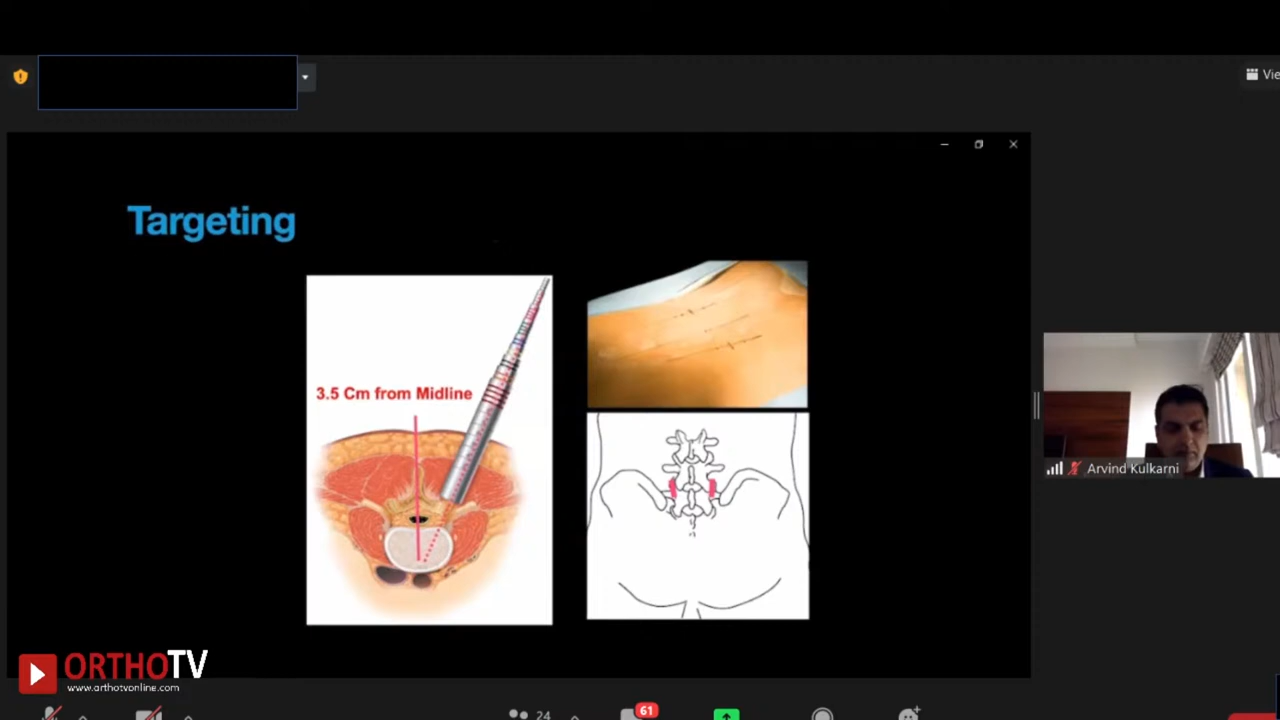 Vie
Targeting
3.5 Cm from Midline
Arvind Kulkarni
ORTHOTV
www.orthotvonline.com
24
61